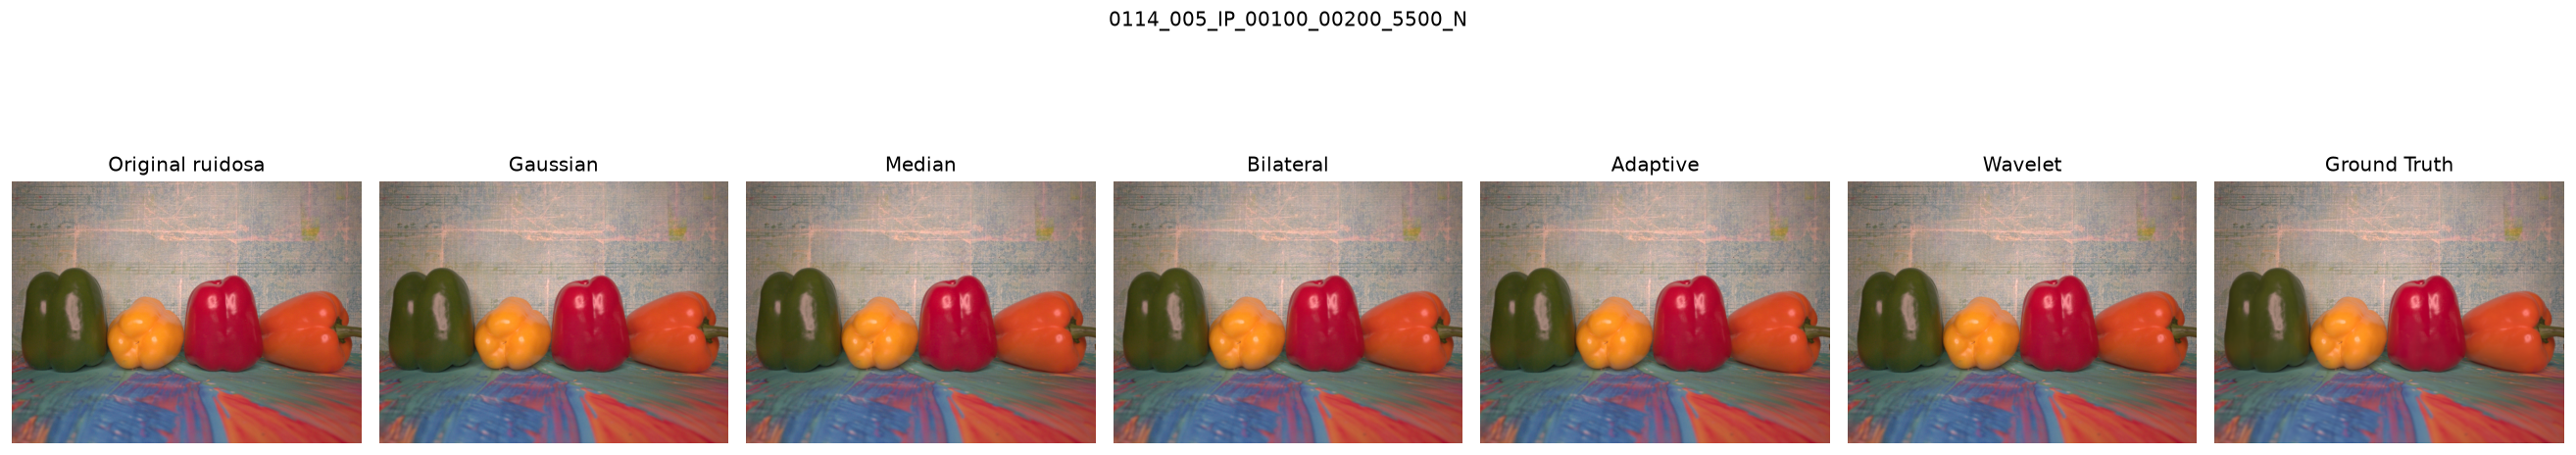 0114_005_IP_00100_00200_5500_N
Original ruidosa
Gaussian
Median
Bilateral
Adaptive
Wavelet
Ground Truth